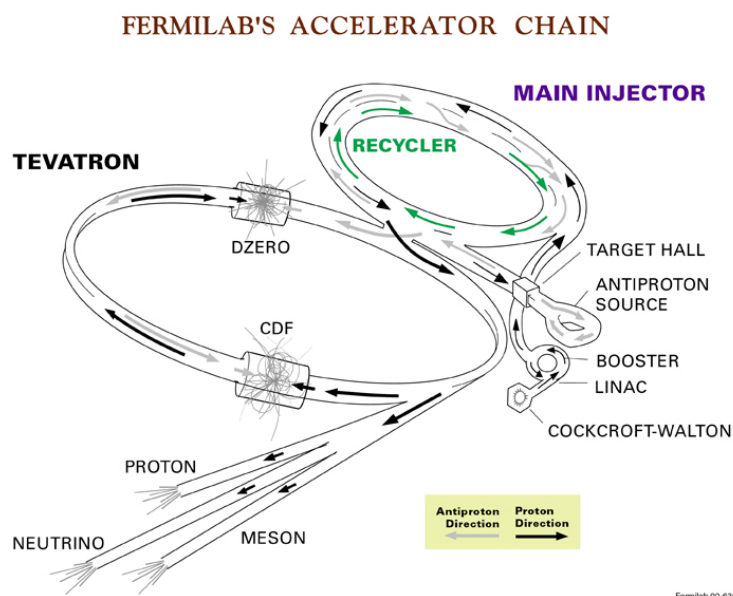 FERMILAB'S ACCELERATOR CHAIN
MAIN INJECTOR
RECYCLER
TEVATRON
DZERO
TARGET HALL
ANTIPROTON
SOURCE
CDF
BOOSTER
LINAC
COCKCROFT-WALTON
PROTON
NEUTRINO
MESON
Antiproton
Direction
Proton
Direction